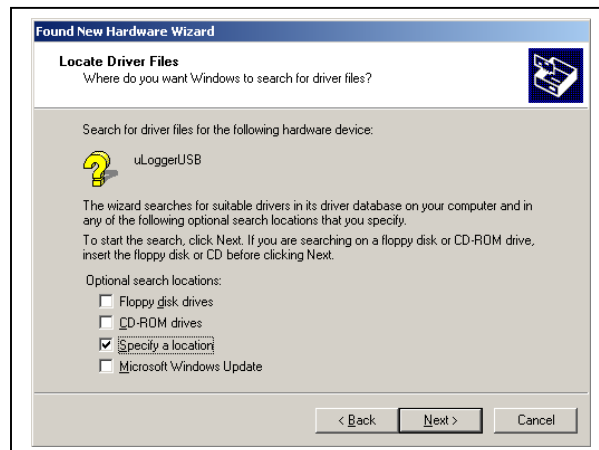 Found New Hardware Wizard
Locate Driver Files
Where do you want Windows to search for driver files?
Search for driver files for the following hardware device:
uLoggerUSB
The wizard searches for suitable drivers in its driver database on your computer and in
any of the following optional search locations that you specify.
To start the search, click Next. If you are searching on a floppy disk or CD-ROM drive,
insert the floppy disk or CD before clicking Next.
Optional search locations:
Floppy disk drives
CD-ROM drives
Specify a location
Microsoft Windows Update
< Back Next > Cancel